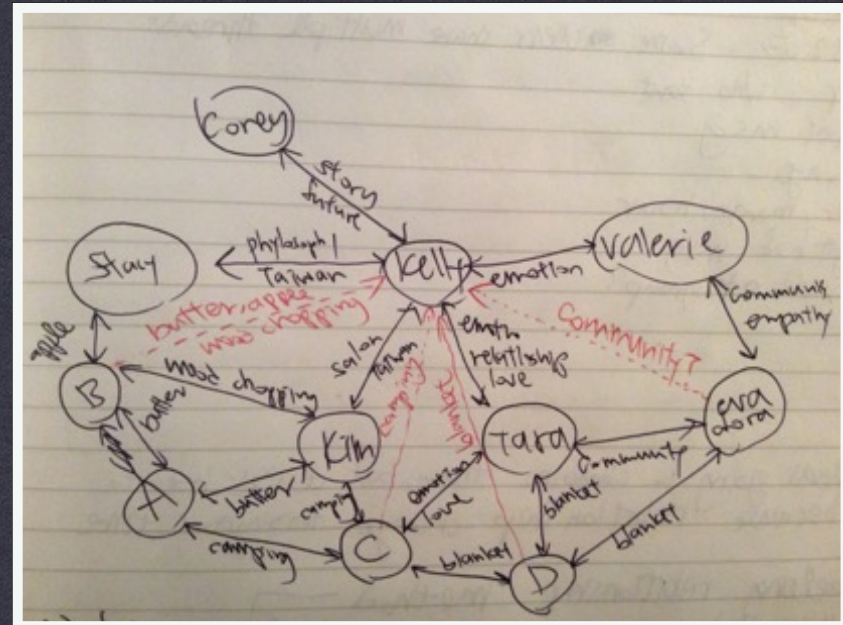 Corey
story
future
Stacy
phylosophi
Taiwan
Kelly
emotion
Valerie
butter, apple
wood chopping
community?
community
empathy
apple
B
wood chopping
butter
salon
Taiwan
relationship
love
blanket
camping
Kim
Tara
eva
dora
A
butter
camping
C
emotion
love
blanket
community
blanket
camping
blanket
D